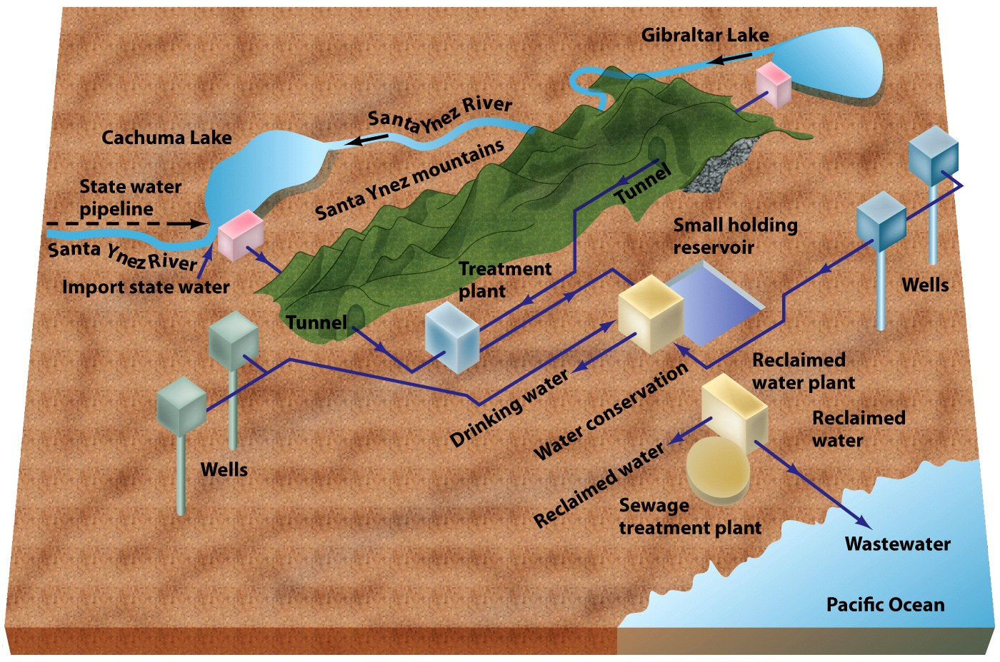 Gibraltar Lake
Santa Ynez River
Cachuma Lake
Santa Ynez mountains
State water
pipeline
Tunnel
Small holding
reservoir
Santa Ynez River
Import state water
Treatment
plant
Wells
Tunnel
Drinking water
Water conservation
Reclaimed
water plant
Reclaimed
water
Wells
Reclaimed water
Sewage
treatment plant
Wastewater
Pacific Ocean